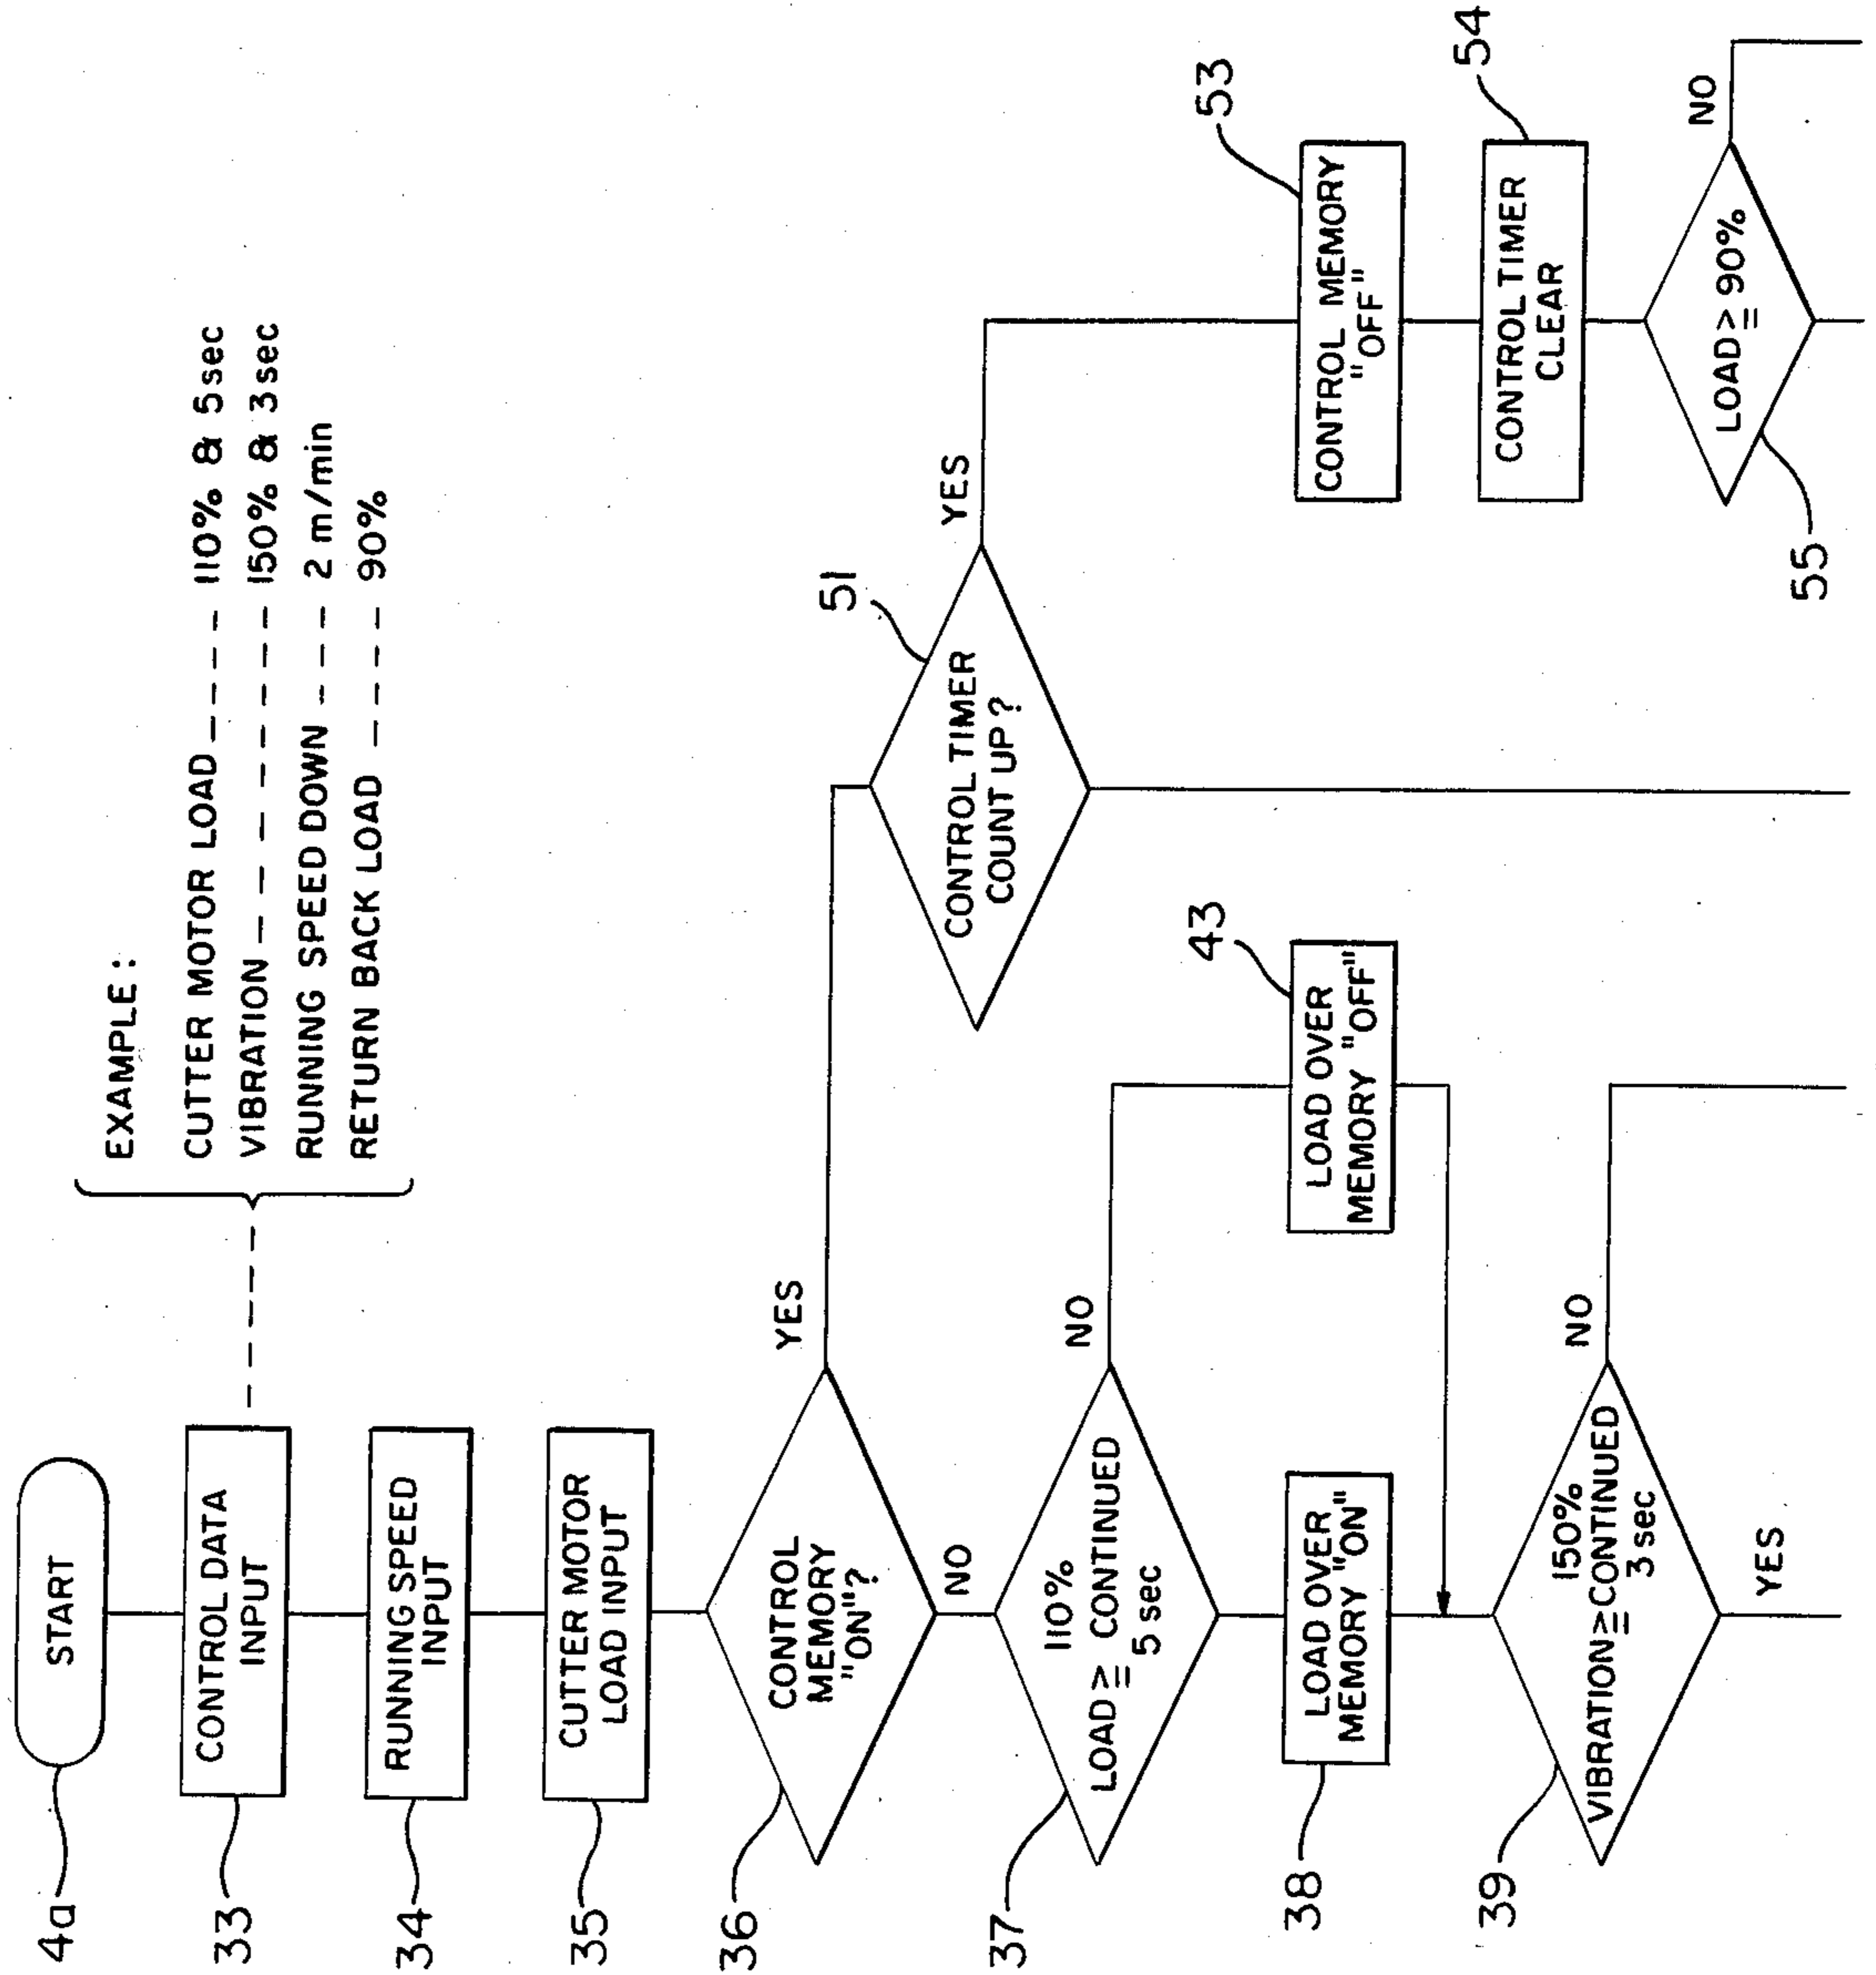 EXAMPLE:
CUTTER MOTOR LOAD ---- 110% & 5sec
VIBRATION ------- 150% & 3sec
RUNNING SPEED DOWN --- 2 m/min
RETURN BACK LOAD ---- 90%
4a
START
33
CONTROL DATA
INPUT
34
RUNNING SPEED
INPUT
35
CUTTER MOTOR
LOAD INPUT
36
CONTROL
MEMORY
"ON"?
YES
NO
51
CONTROL TIMER
COUNT UP?
YES
37
110%
LOAD ≧ CONTINUED
5 sec
NO
38
LOAD OVER
MEMORY "ON"
43
LOAD OVER
MEMORY "OFF"
53
CONTROL MEMORY
"OFF"
54
CONTROL TIMER
CLEAR
39
150%
VIBRATION ≧ CONTINUED
3 sec
NO
YES
55
LOAD ≧ 90%
NO